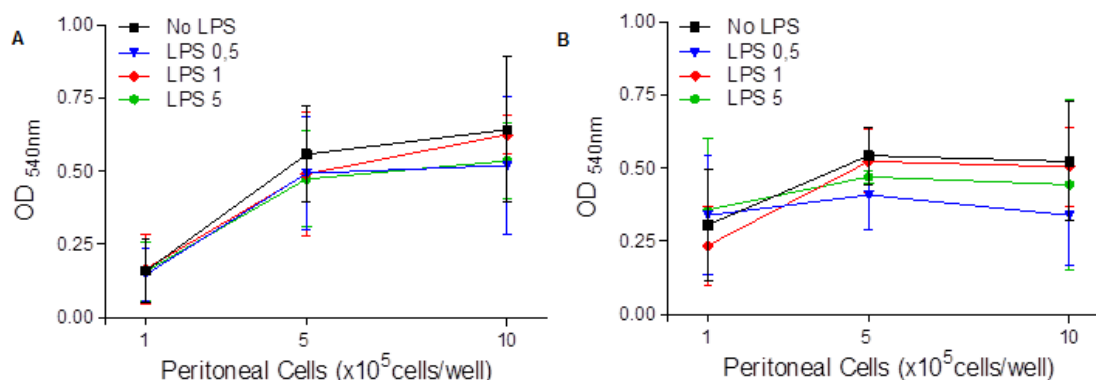 A
1.00
0.75
0.50
0.25
0.00
OD 540nm
No LPS
LPS 0,5
LPS 1
LPS 5
1
5
10
Peritoneal Cells (x10⁵cells/well)
B
1.00
0.75
0.50
0.25
0.00
OD 540nm
No LPS
LPS 0,5
LPS 1
LPS 5
1
5
10
Peritoneal Cells (x10⁵cells/well)